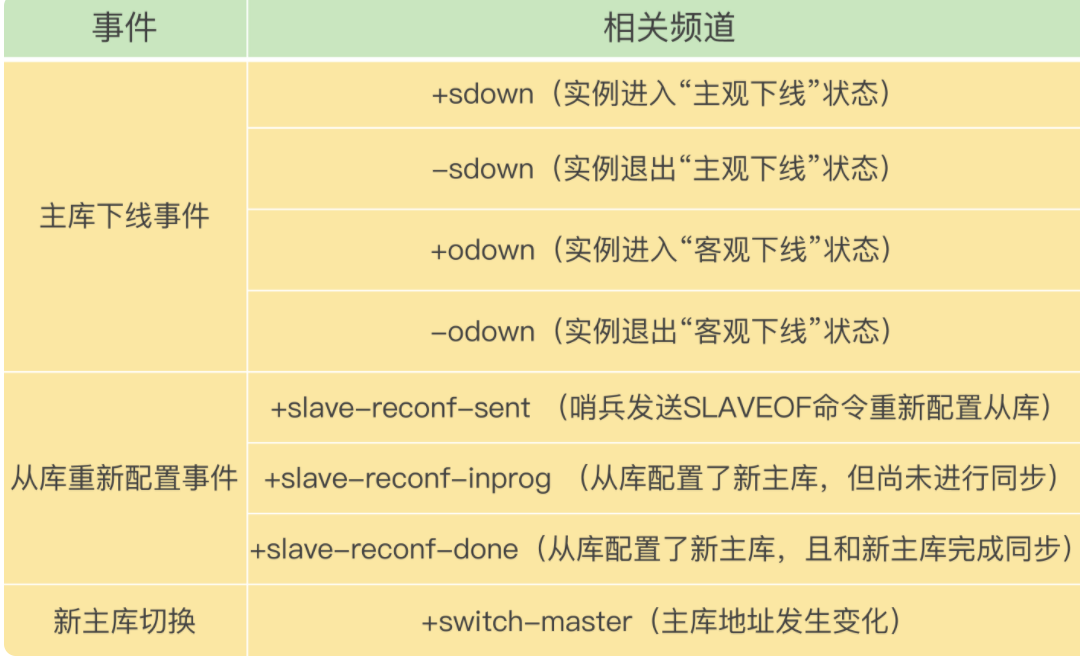 事件 相关频道
+sdown（实例进入“主观下线”状态）
–sdown（实例退出“主观下线”状态）
主库下线事件
+odown（实例进入“客观下线”状态）
–odown（实例退出“客观下线”状态）
+slave–reconf–sent （哨兵发送SLAVEOF命令重新配置从库）
从库重新配置事件 +slave–reconf–inprog （从库配置了新主库，但尚未进行同步）
+slave–reconf–done（从库配置了新主库，且和新主库完成同步）
新主库切换 +switch–master（主库地址发生变化）